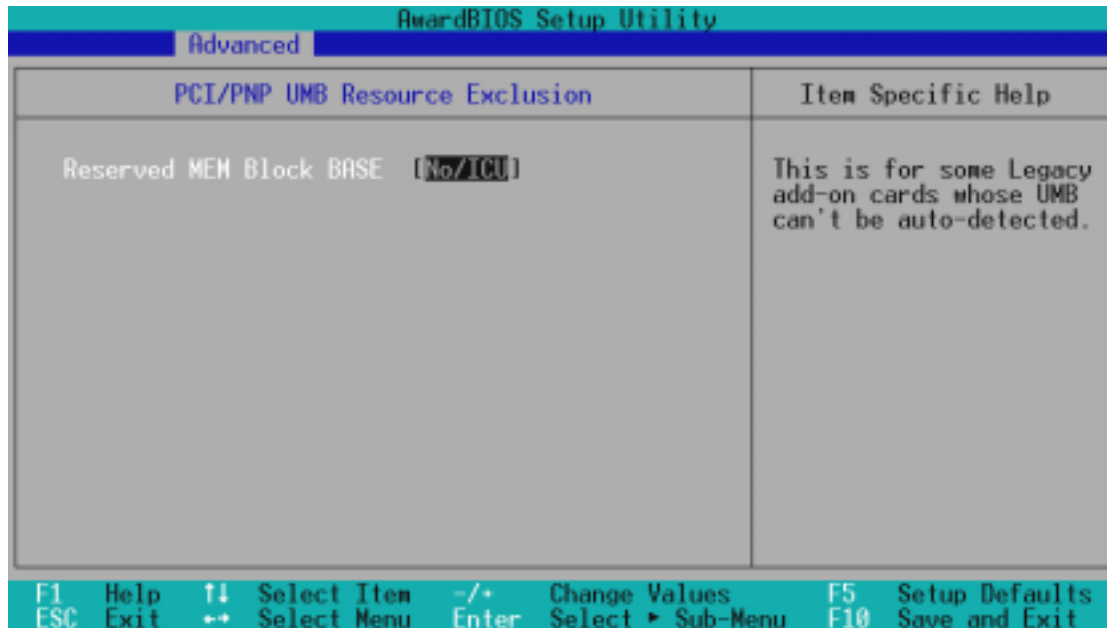 AwardBIOS Setup Utility
Advanced
PCI/PNP UMB Resource Exclusion
Item Specific Help
Reserved MEM Block BASE [No/ICU]
This is for some Legacy
add-on cards whose UMB
can't be auto-detected.
F1 Help ↑↓ Select Item -/+ Change Values F5 Setup Defaults
ESC Exit ←→ Select Menu Enter Select ► Sub-Menu F10 Save and Exit